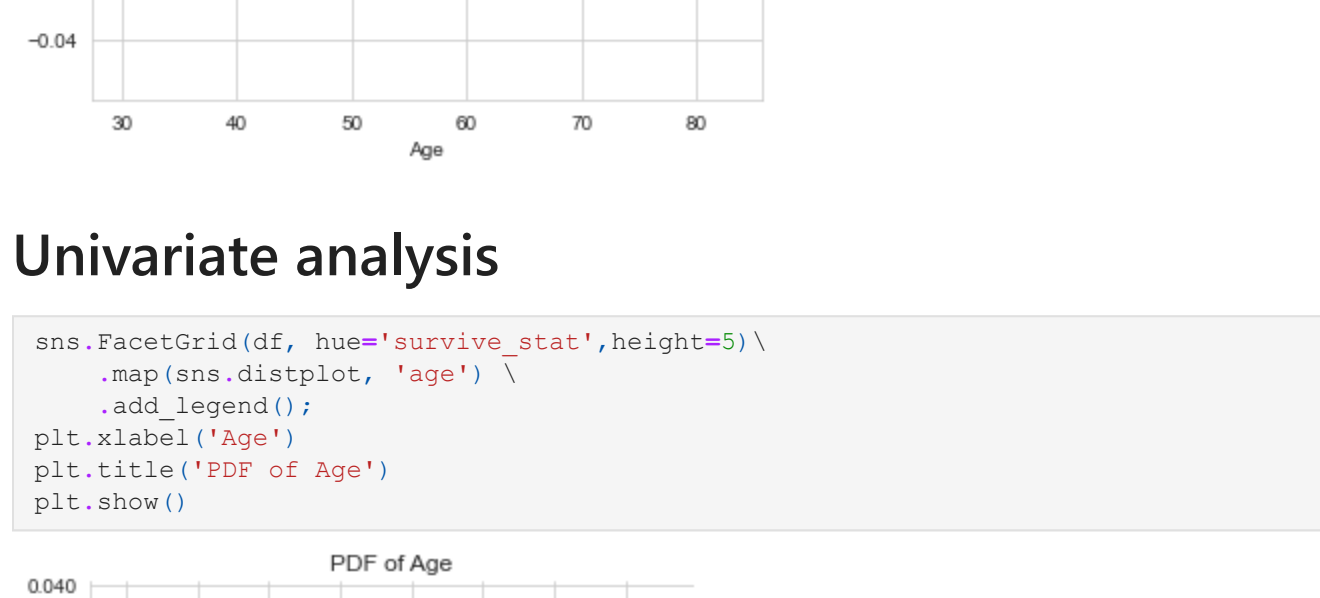 −0.04
30 40 50 60 70 80
Age
Univariate analysis
sns.FacetGrid(df, hue='survive_stat',height=5)\
    .map(sns.distplot, 'age') \
    .add_legend();
plt.xlabel('Age')
plt.title('PDF of Age')
plt.show()
PDF of Age
0.040